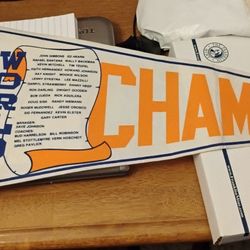 WORLD
CHAM
JOHN GIBBONS ED HEARN
RAFAEL SANTANA WALLY BACKMAN
KEVIN MITCHELL TIM TEUFEL
KEITH HERNANDEZ HOWARD JOHNSON
RAY KNIGHT MOOKIE WILSON
LENNY DYKSTRA LEE MAZZILLI
DARRYL STRAWBERRY DANNY HEEP
RON DARLING DWIGHT GOODEN
BOB OJEDA RICK AGUILERA
DOUG SISK RANDY NIEMANN
ROGER McDOWELL JESSE OROSCO
SID FERNANDEZ KEVIN ELSTER
GARY CARTER
MANAGER:
DAVE JOHNSON
COACHES:
BUD HARRELSON BILL ROBINSON
MEL STOTTLEMYRE VERN HOSCHEIT
GREG PAVLICK